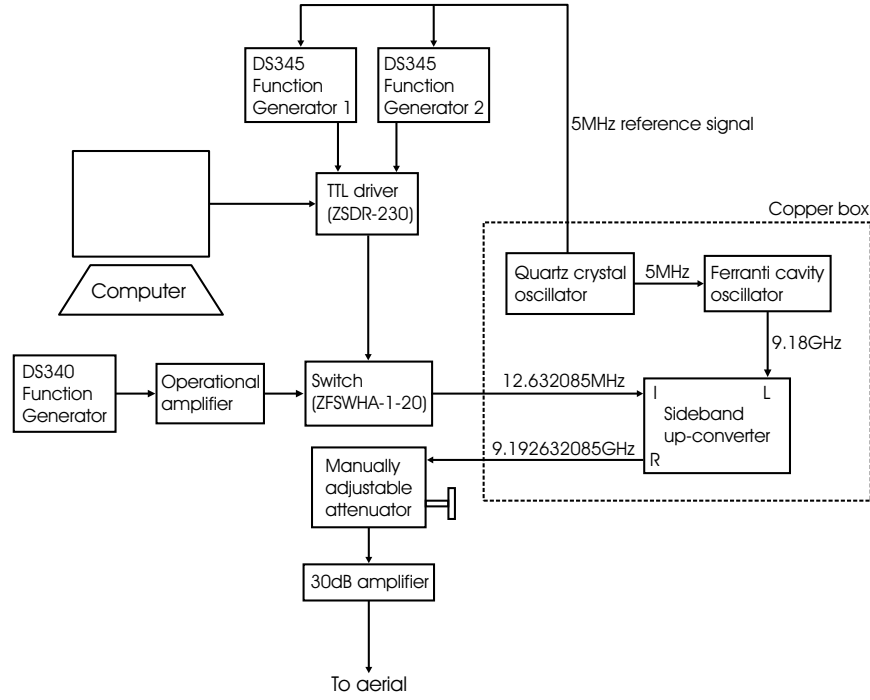 DS345
Function
Generator 1
DS345
Function
Generator 2
5MHz reference signal
TTL driver
(ZSDR-230)
Computer
Copper box
Quartz crystal
oscillator
5MHz
Ferranti cavity
oscillator
9.18GHz
DS340
Function
Generator
Operational
amplifier
Switch
(ZFSWHA-1-20)
12.632085MHz
I
L
Sideband
up-converter
R
9.192632085GHz
Manually
adjustable
attenuator
30dB amplifier
To aerial